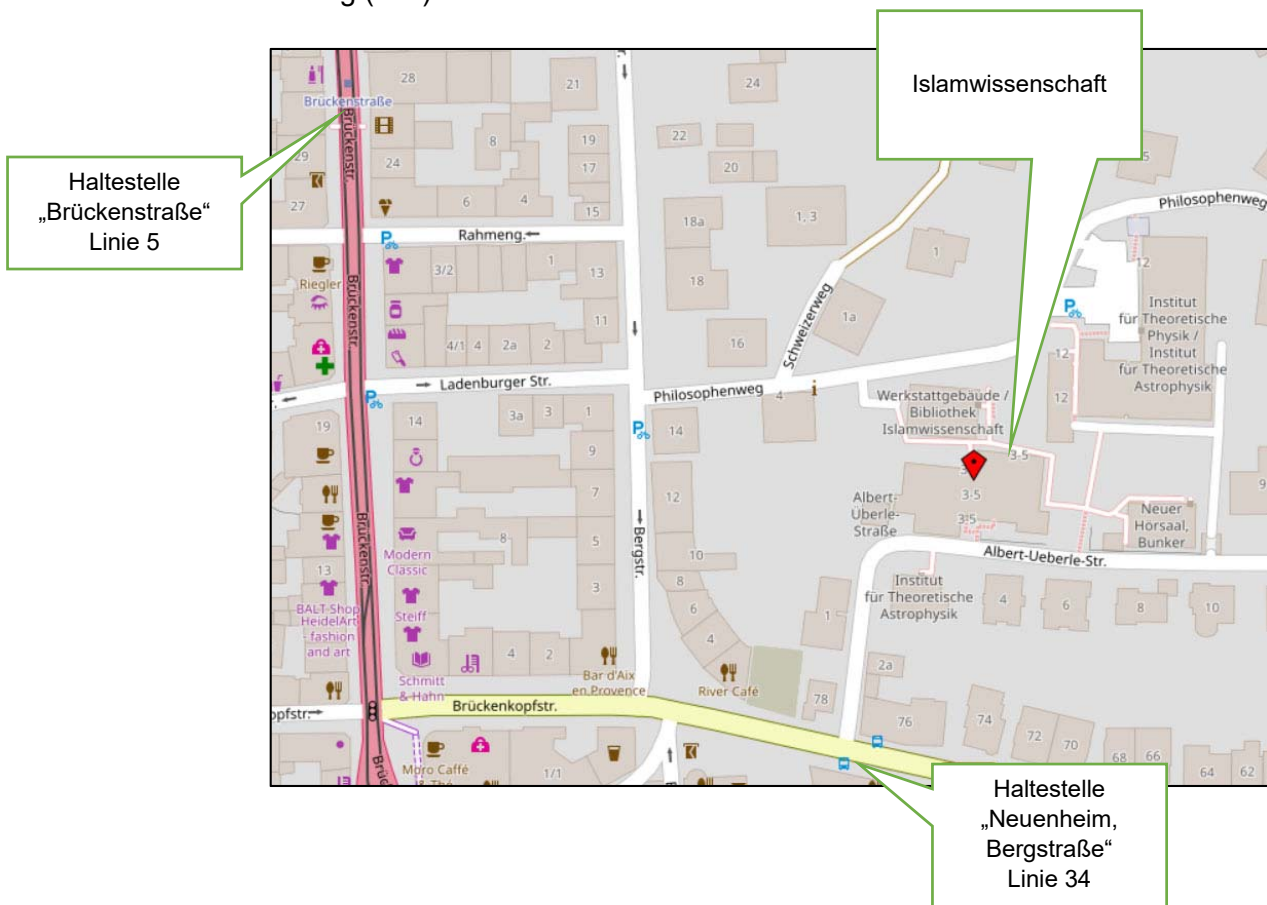 Islamwissenschaft
Haltestelle
„Brückenstraße“
Linie 5
Haltestelle
„Neuenheim,
Bergstraße“
Linie 34
Brückenstraße
Brückenstr.
Brückenstr.
Brückenstr.
Brückenstr.
28
21
24
22
20
19
17
15
8
24
6
4
29
27
18a
18
1, 3
1
5
Philosophenweg
Rahmeng.
Riegler
3/2
1
13
11
4/1
4
2a
2
16
1a
Schweizerweg
12
Institut
für Theoretische
Physik /
Institut
für Theoretische
Astrophysik
12
12
Ladenburger Str.
Philosophenweg
4
i
Werkstattgebäude /
Bibliothek
Islamwissenschaft
19
14
3a
3
1
14
9
7
5
3
12
10
8
6
4
8
3-5
3-5
3-5
Albert-
Überle-
Straße
Neuer
Hörsaal,
Bunker
9
Albert-Ueberle-Str.
Bergstr.
Modern
Classic
Steiff
13
BALT-Shop
HeidelArt
- fashion
and art
Institut
für Theoretische
Astrophysik
1
4
6
8
10
Schmitt
& Hahn
4
2
Bar d'Aix
en Provence
River Café
2a
78
76
74
72
70
68
66
64
62
opfstr.
Brückenkopfstr.
Moro Caffé
1/1